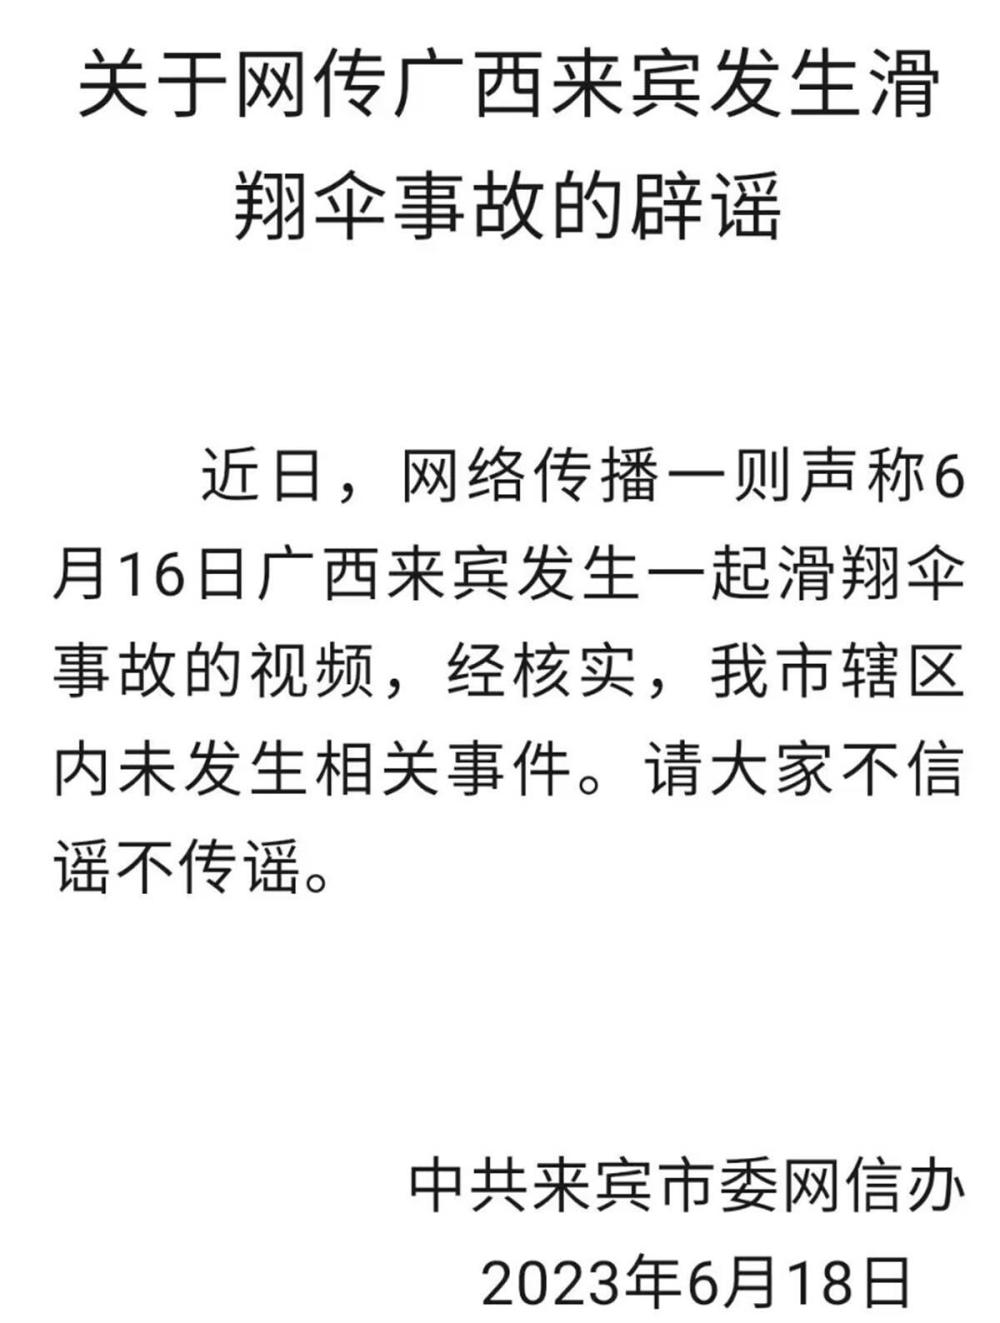 关于网传广西来宾发生滑
翔伞事故的辟谣
近日，网络传播一则声称6
月16日广西来宾发生一起滑翔伞
事故的视频，经核实，我市辖区
内未发生相关事件。请大家不信
谣不传谣。
中共来宾市委网信办
2023年6月18日